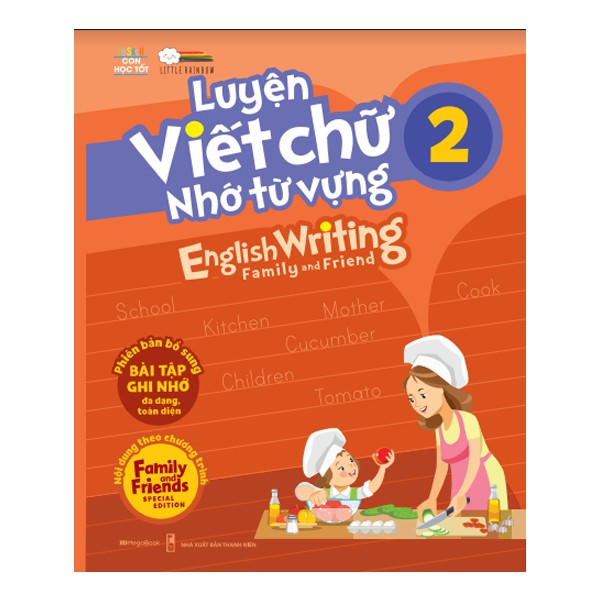 CON
HỌC TỐT
LITTLE RAINBOW
Luyện
Viết chữ
Nhớ từ vựng
2
English Writing
Family and Friend
School
Kitchen
Mother
Cook
Cucumber
Children
Tomato
Phiên bản bổ sung
BÀI TẬP
GHI NHỚ
đa dạng,
toàn diện
Nội dung theo chương trình
Family
and
Friends
SPECIAL
EDITION
MegaBook
NHÀ XUẤT BẢN THANH NIÊN